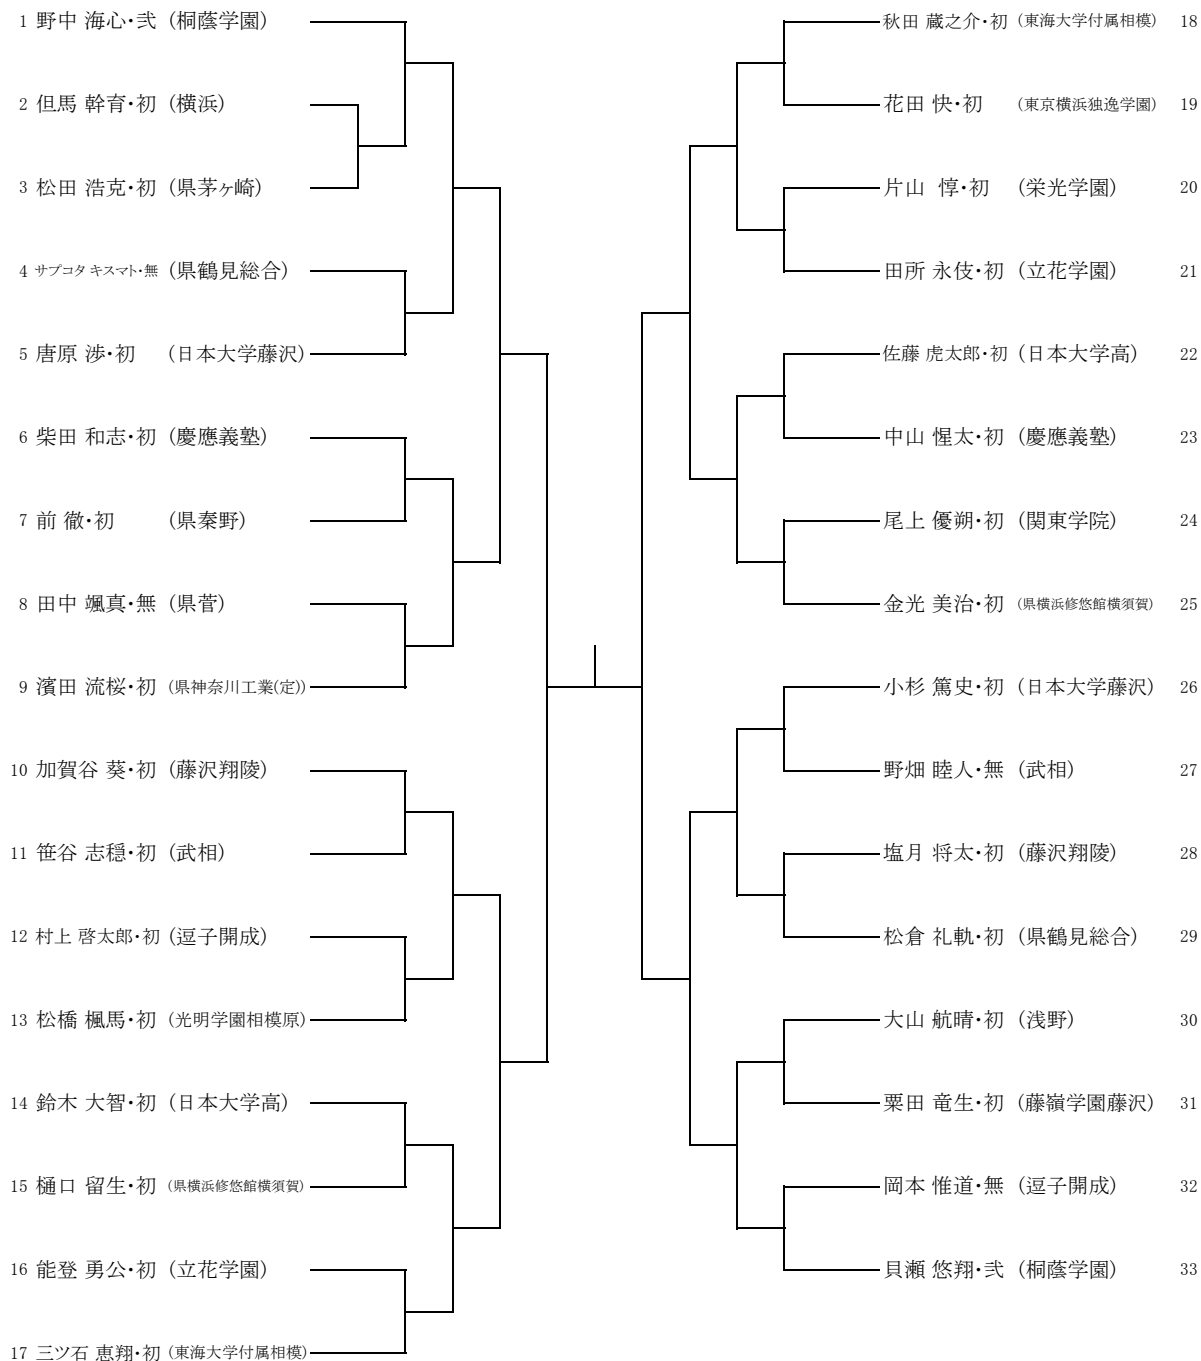 1 野中 海心・弐 (桐蔭学園)
2 但馬 幹育・初 (横浜)
3 松田 浩克・初 (県茅ヶ崎)
4 サプコタ キスマト・無 (県鶴見総合)
5 唐原 渉・初 (日本大学藤沢)
6 柴田 和志・初 (慶應義塾)
7 前 徹・初 (県秦野)
8 田中 颯真・無 (県菅)
9 濱田 流桜・初 (県神奈川工業(定))
10 加賀谷 葵・初 (藤沢翔陵)
11 笹谷 志穏・初 (武相)
12 村上 啓太郎・初 (逗子開成)
13 松橋 楓馬・初 (光明学園相模原)
14 鈴木 大智・初 (日本大学高)
15 樋口 留生・初 (県横浜修悠館横須賀)
16 能登 勇公・初 (立花学園)
17 三ツ石 恵翔・初 (東海大学付属相模)
秋田 蔵之介・初 (東海大学付属相模) 18
花田 快・初 (東京横浜独逸学園) 19
片山 惇・初 (栄光学園) 20
田所 永伎・初 (立花学園) 21
佐藤 虎太郎・初 (日本大学高) 22
中山 惺太・初 (慶應義塾) 23
尾上 優朔・初 (関東学院) 24
金光 美治・初 (県横浜修悠館横須賀) 25
小杉 篤史・初 (日本大学藤沢) 26
野畑 睦人・無 (武相) 27
塩月 将太・初 (藤沢翔陵) 28
松倉 礼軌・初 (県鶴見総合) 29
大山 航晴・初 (浅野) 30
粟田 竜生・初 (藤嶺学園藤沢) 31
岡本 惟道・無 (逗子開成) 32
貝瀬 悠翔・弐 (桐蔭学園) 33